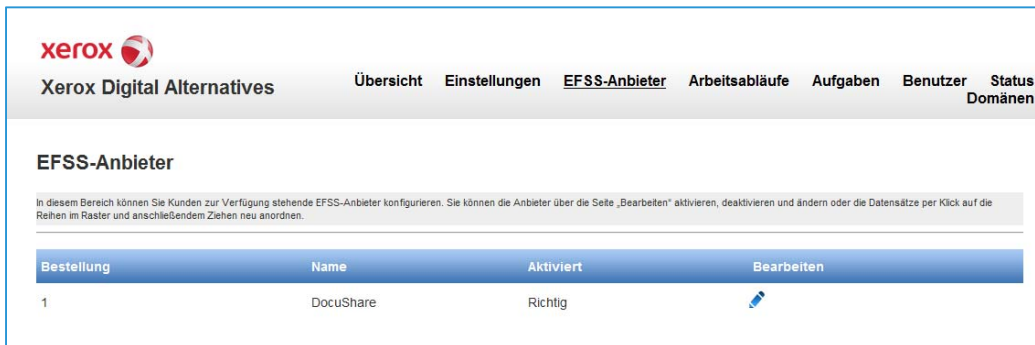 xerox
Xerox Digital Alternatives
Übersicht Einstellungen EFSS-Anbieter Arbeitsabläufe Aufgaben Benutzer Status
Domänen
EFSS-Anbieter
In diesem Bereich können Sie Kunden zur Verfügung stehende EFSS-Anbieter konfigurieren. Sie können die Anbieter über die Seite „Bearbeiten“ aktivieren, deaktivieren und ändern oder die Datensätze per Klick auf die
Reihen im Raster und anschließendem Ziehen neu anordnen.
Bestellung Name Aktiviert Bearbeiten
1 DocuShare Richtig